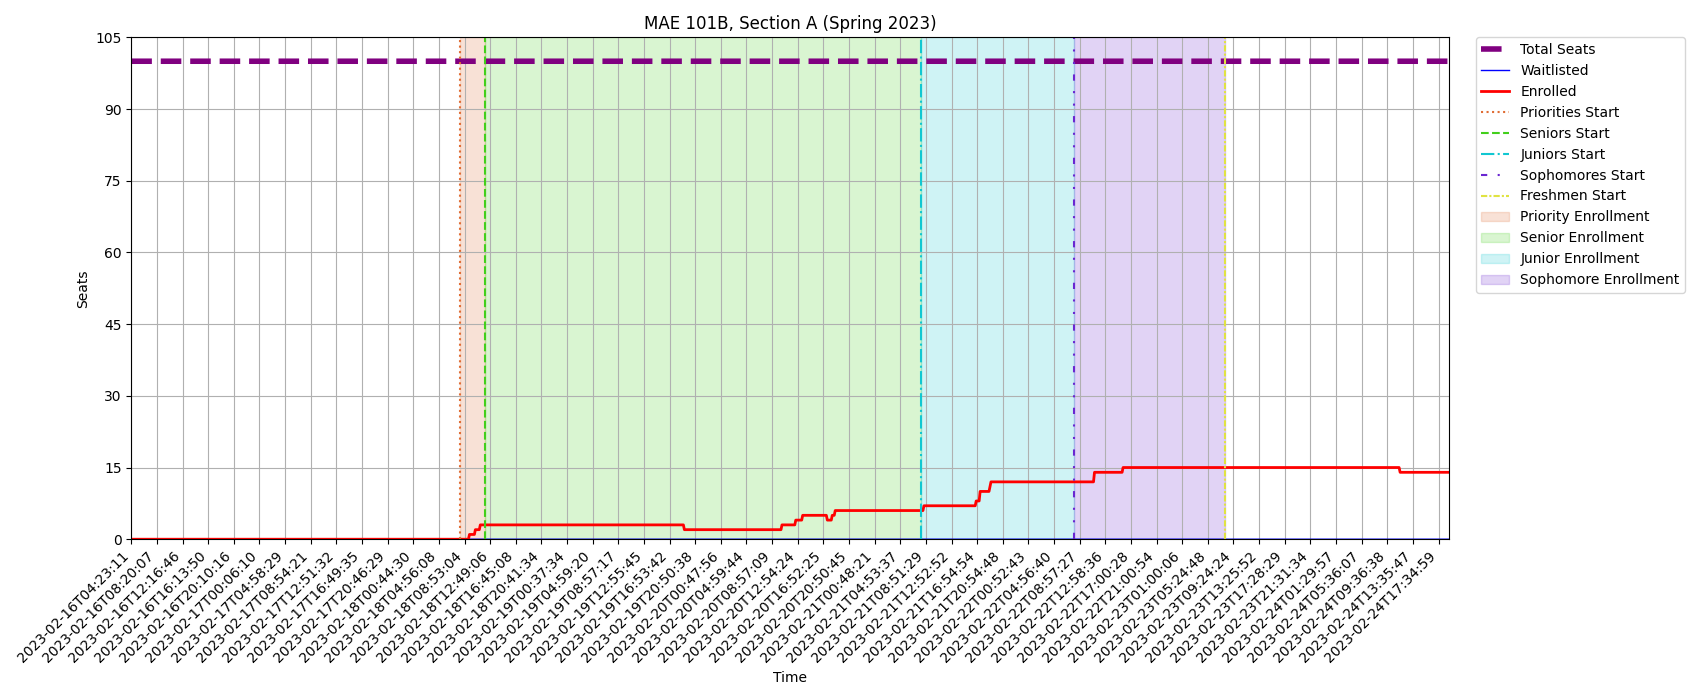 MAE 101B, Section A (Spring 2023)
105
90
75
60
45
30
15
0
Seats
2023-02-16T04:23:11
2023-02-16T08:20:07
2023-02-16T12:16:46
2023-02-16T16:13:50
2023-02-16T20:10:16
2023-02-17T00:06:10
2023-02-17T04:58:29
2023-02-17T08:54:21
2023-02-17T12:51:32
2023-02-17T16:49:35
2023-02-17T20:46:29
2023-02-18T00:44:30
2023-02-18T04:56:08
2023-02-18T08:53:04
2023-02-18T12:49:06
2023-02-18T16:45:08
2023-02-18T20:41:34
2023-02-19T00:37:34
2023-02-19T04:59:20
2023-02-19T08:57:17
2023-02-19T12:55:45
2023-02-19T16:53:42
2023-02-19T20:50:38
2023-02-20T00:47:56
2023-02-20T04:59:44
2023-02-20T08:57:09
2023-02-20T12:54:24
2023-02-20T16:52:25
2023-02-20T20:50:45
2023-02-21T00:48:21
2023-02-21T04:53:37
2023-02-21T08:51:29
2023-02-21T12:52:52
2023-02-21T16:54:54
2023-02-21T20:54:48
2023-02-22T00:52:43
2023-02-22T04:56:40
2023-02-22T08:57:27
2023-02-22T12:58:36
2023-02-22T17:00:28
2023-02-22T21:00:54
2023-02-23T01:00:06
2023-02-23T05:24:48
2023-02-23T09:24:24
2023-02-23T13:25:52
2023-02-23T17:28:29
2023-02-23T21:31:34
2023-02-24T01:29:57
2023-02-24T05:36:07
2023-02-24T09:36:38
2023-02-24T13:35:47
2023-02-24T17:34:59
Time
Total Seats
Waitlisted
Enrolled
Priorities Start
Seniors Start
Juniors Start
Sophomores Start
Freshmen Start
Priority Enrollment
Senior Enrollment
Junior Enrollment
Sophomore Enrollment